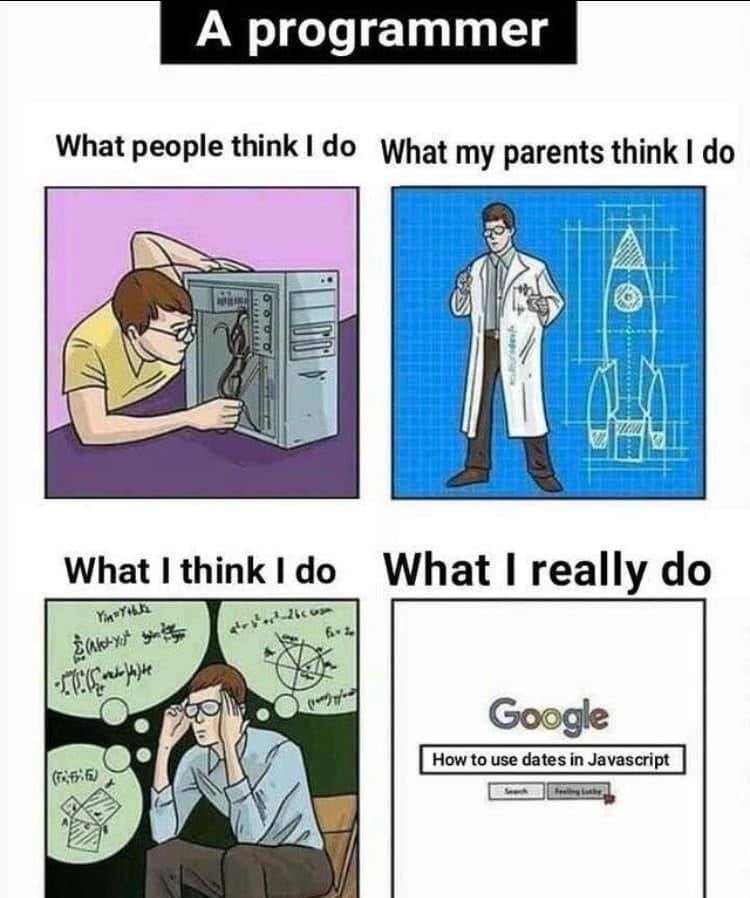 A programmer
What people think I do
What my parents think I do
What I think I do
What I really do
Google
How to use dates in Javascript
Search
Feeling Lucky